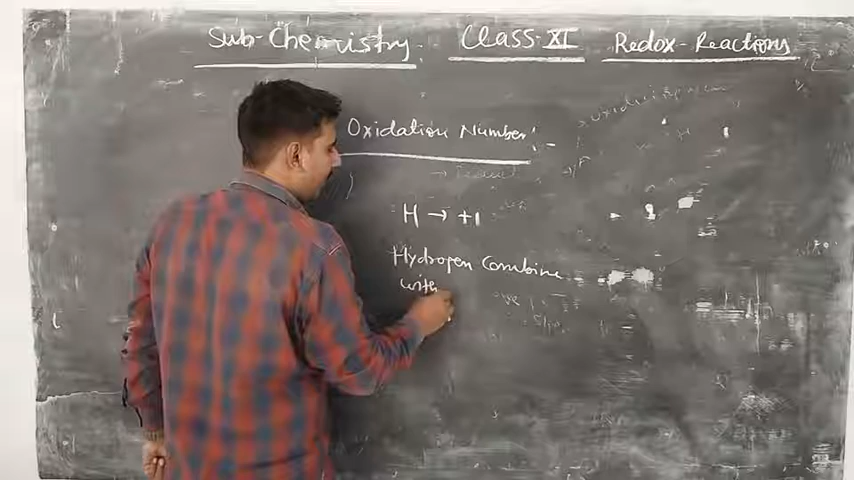 Sub-Chemistry. Class-XI Redox-Reactions
Oxidation Number:-
H → +1
Hydrogen Combine
with